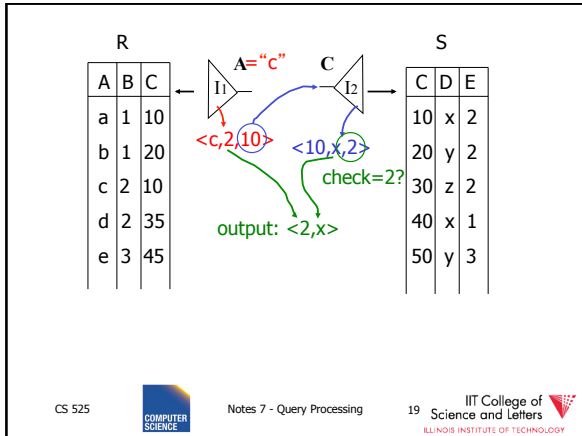 R
S
A=“c”
C
I1
I2
A B C
a 1 10
b 1 20
c 2 10
d 2 35
e 3 45
<c,2,10>
<10,x,2>
check=2?
output: <2,x>
C D E
10 x 2
20 y 2
30 z 2
40 x 1
50 y 3
CS 525
COMPUTER
SCIENCE
Notes 7 - Query Processing
19
IIT College of
Science and Letters
ILLINOIS INSTITUTE OF TECHNOLOGY